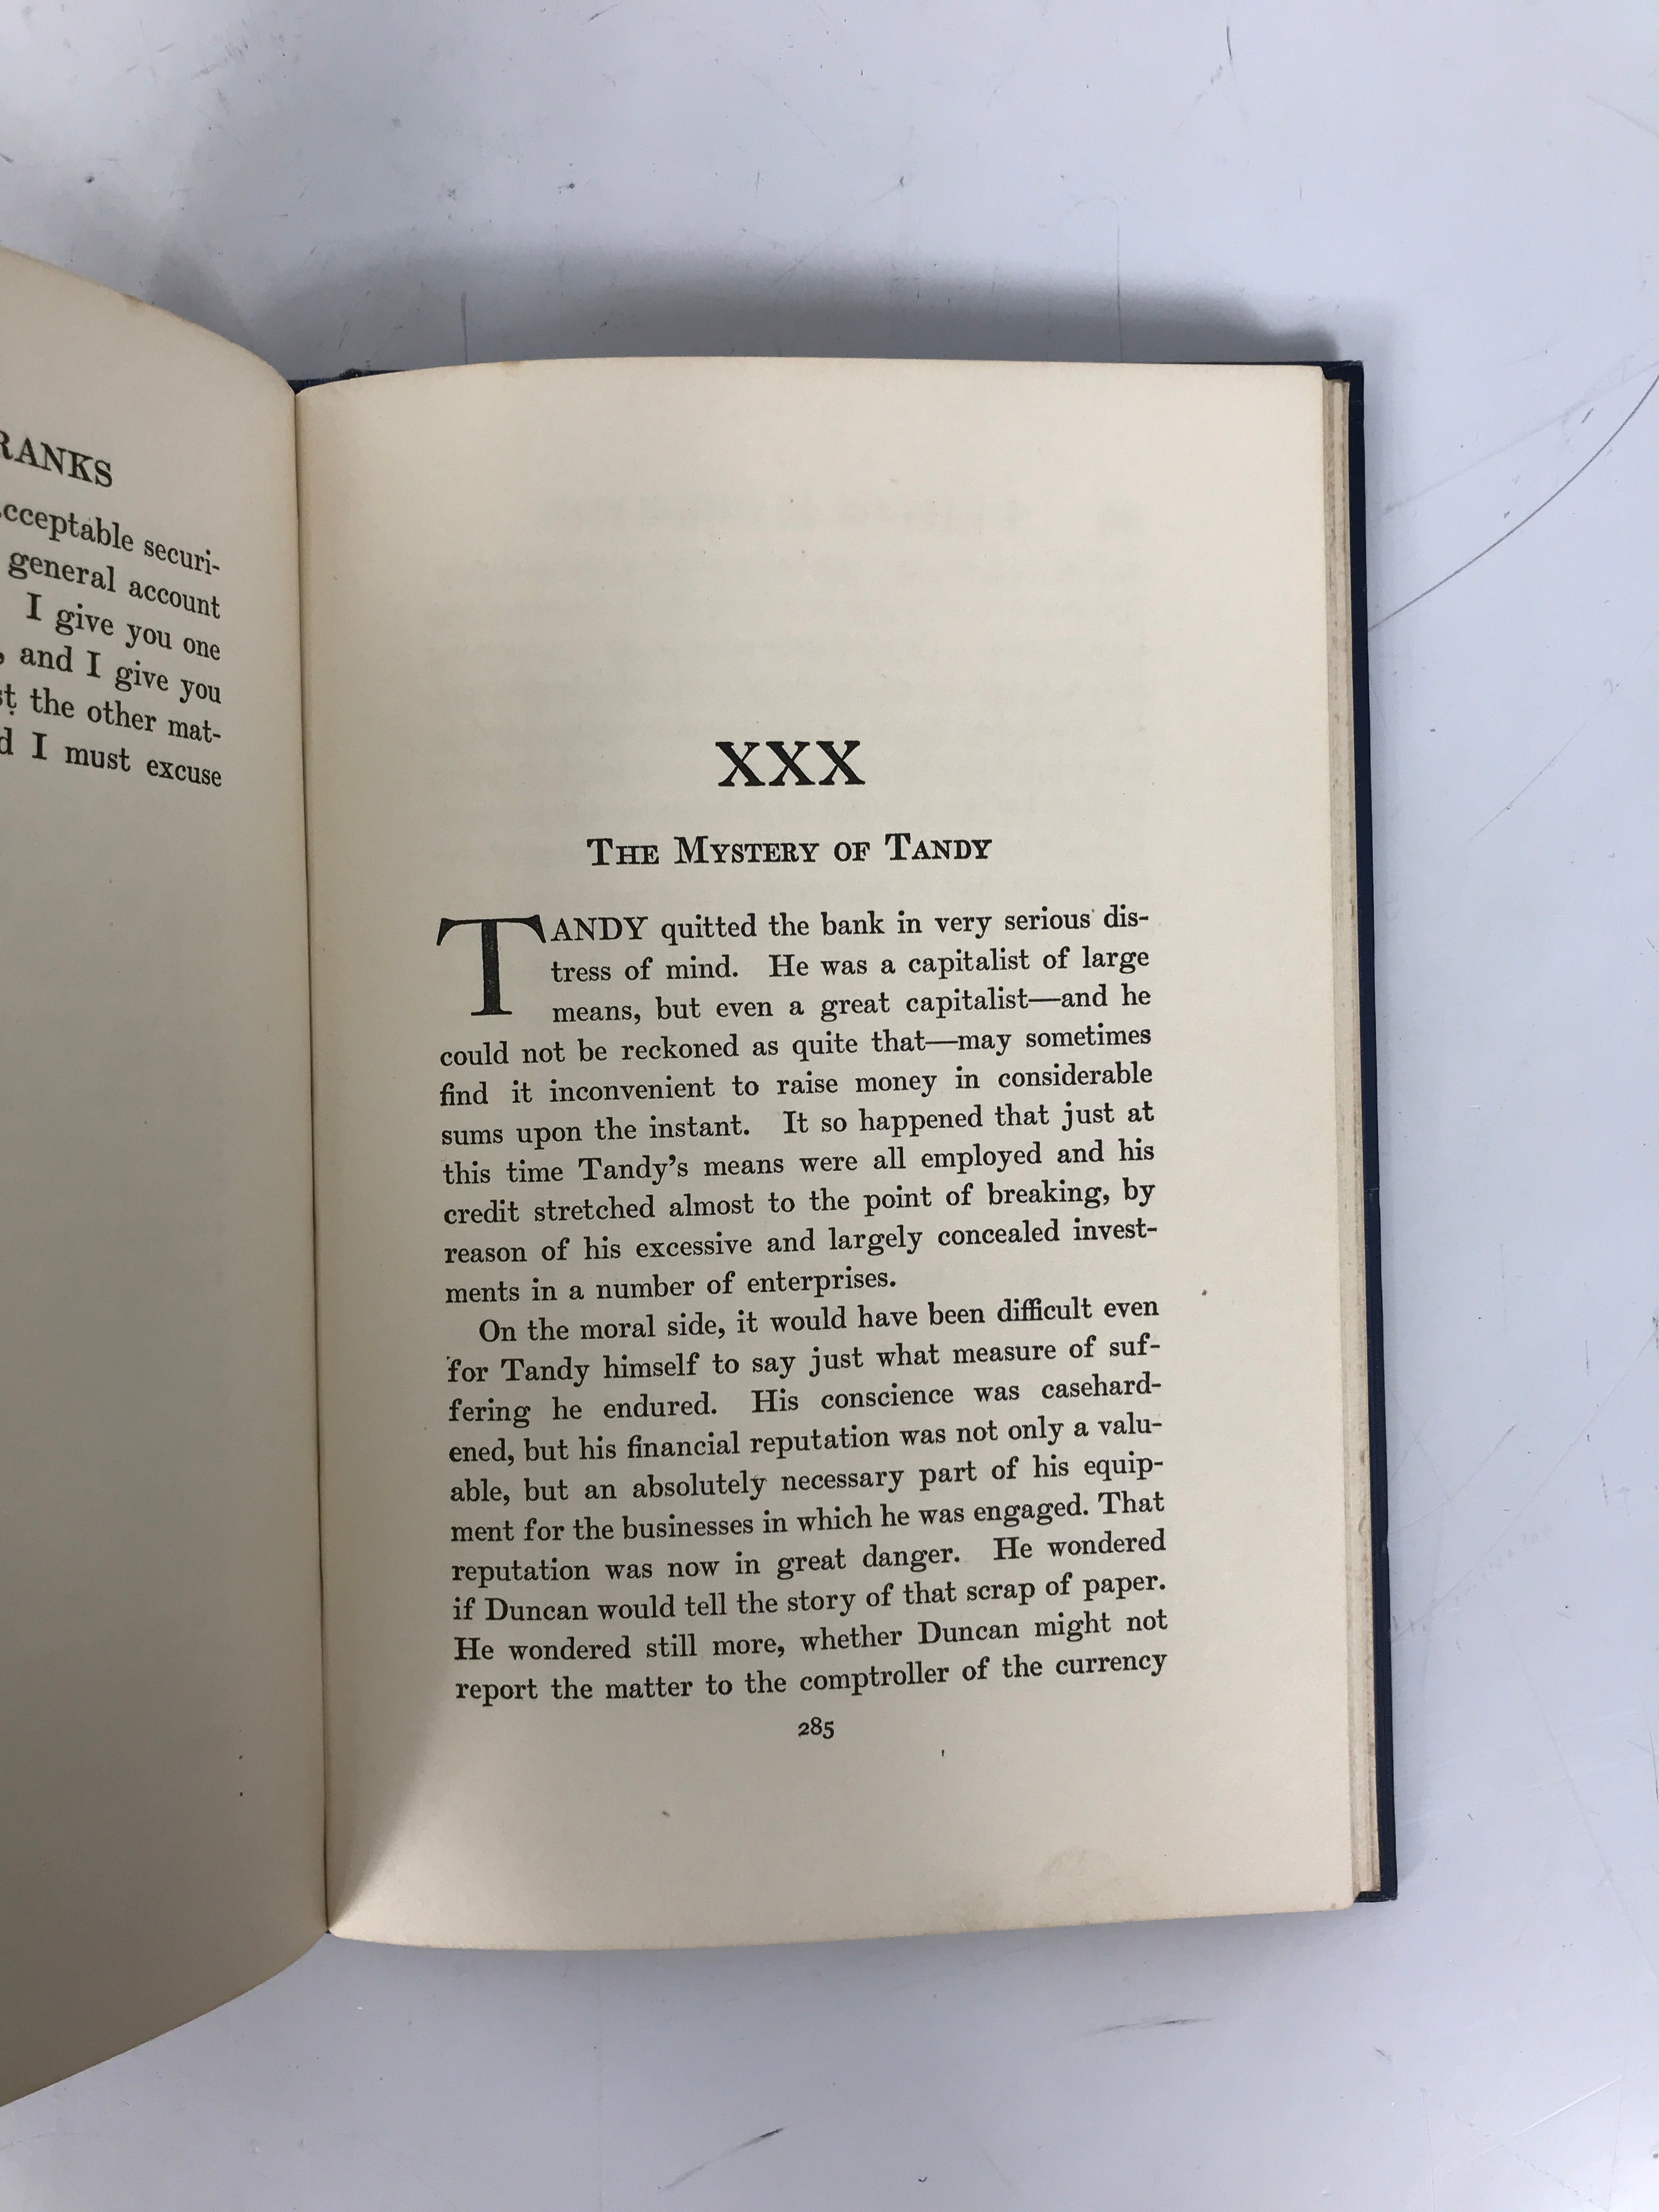 RANKS
acceptable securi-
general account
I give you one
, and I give you
the other mat-
I must excuse
XXX
The Mystery of Tandy
TANDY quitted the bank in very serious dis-
tress of mind. He was a capitalist of large
means, but even a great capitalist—and he
could not be reckoned as quite that—may sometimes
find it inconvenient to raise money in considerable
sums upon the instant. It so happened that just at
this time Tandy's means were all employed and his
credit stretched almost to the point of breaking, by
reason of his excessive and largely concealed invest-
ments in a number of enterprises.
On the moral side, it would have been difficult even
for Tandy himself to say just what measure of suf-
fering he endured. His conscience was casehard-
ened, but his financial reputation was not only a valu-
able, but an absolutely necessary part of his equip-
ment for the businesses in which he was engaged. That
reputation was now in great danger. He wondered
if Duncan would tell the story of that scrap of paper.
He wondered still more, whether Duncan might not
report the matter to the comptroller of the currency
285